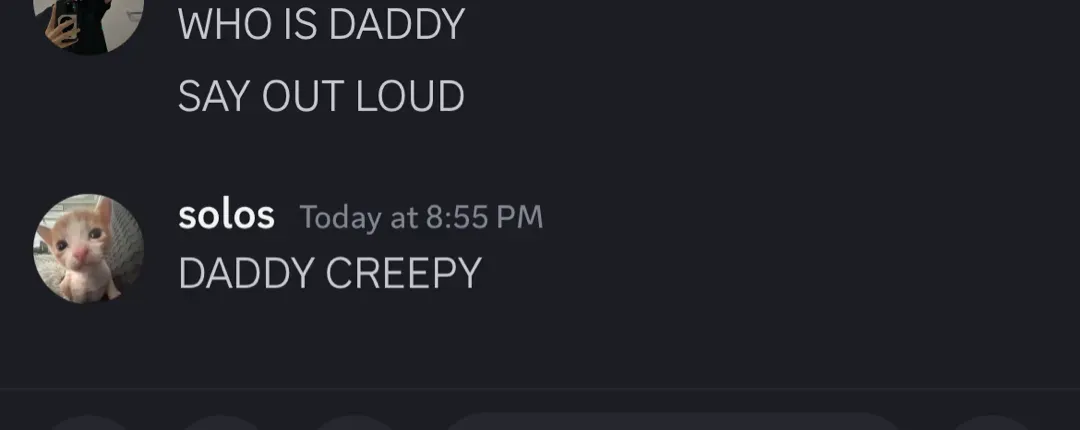 WHO IS DADDY
SAY OUT LOUD
solos Today at 8:55 PM
DADDY CREEPY